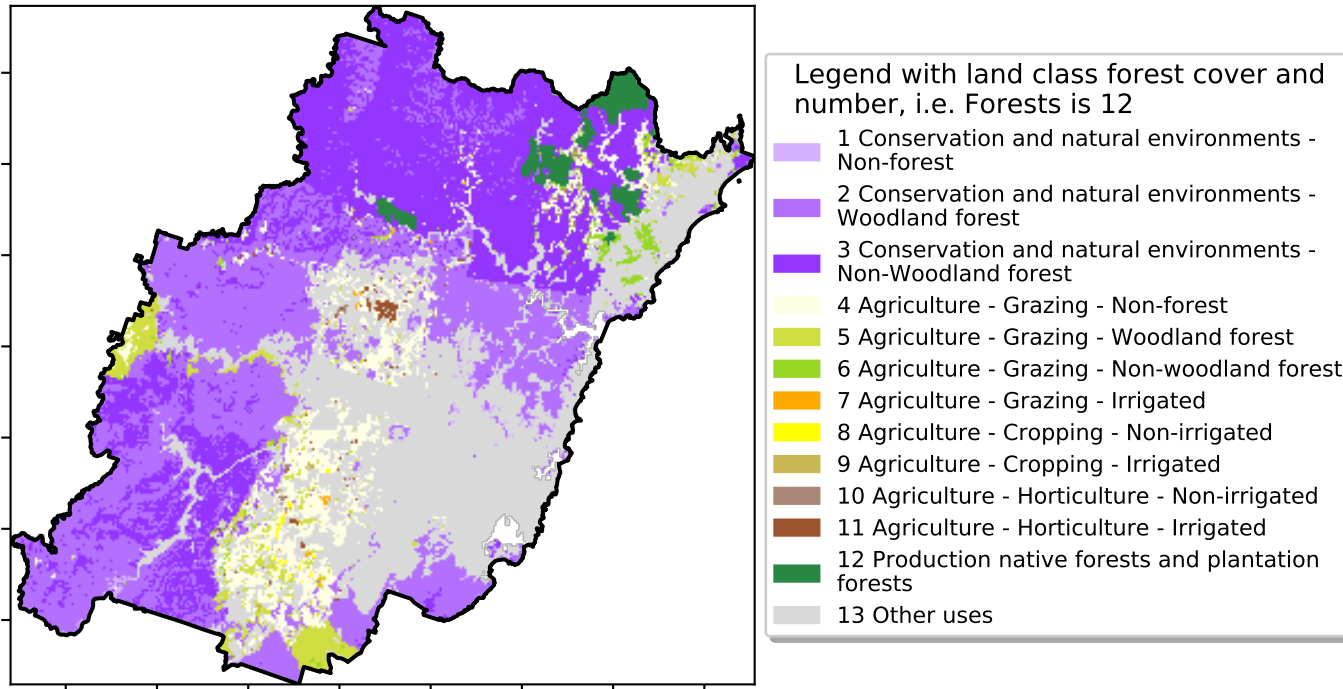 Legend with land class forest cover and
number, i.e. Forests is 12
1 Conservation and natural environments -
Non-forest
2 Conservation and natural environments -
Woodland forest
3 Conservation and natural environments -
Non-Woodland forest
4 Agriculture - Grazing - Non-forest
5 Agriculture - Grazing - Woodland forest
6 Agriculture - Grazing - Non-woodland forest
7 Agriculture - Grazing - Irrigated
8 Agriculture - Cropping - Non-irrigated
9 Agriculture - Cropping - Irrigated
10 Agriculture - Horticulture - Non-irrigated
11 Agriculture - Horticulture - Irrigated
12 Production native forests and plantation
forests
13 Other uses